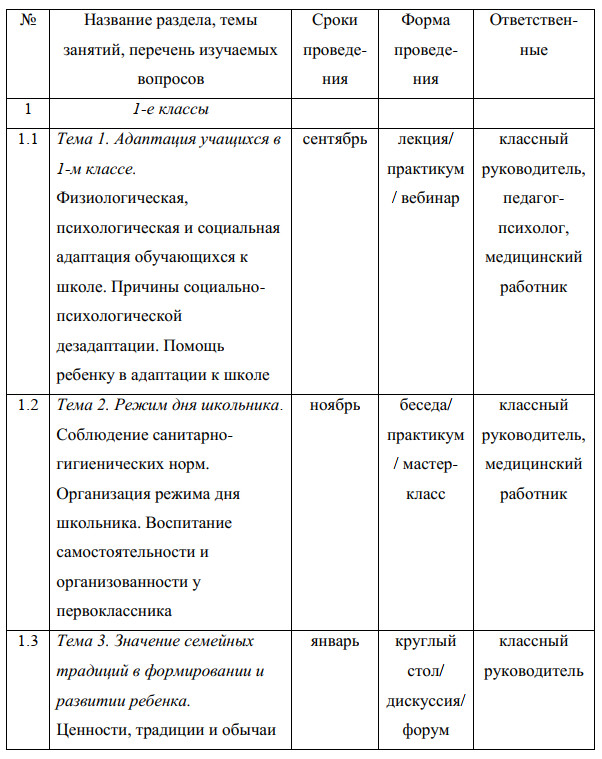 №
Название раздела, темы
занятий, перечень изучаемых
вопросов
Сроки
проведе-
ния
Форма
проведе-
ния
Ответствен-
ные
1
1-е классы
1.1
Тема 1. Адаптация учащихся в
1-м классе.
Физиологическая,
психологическая и социальная
адаптация обучающихся к
школе. Причины социально-
психологической
дезадаптации. Помощь
ребенку в адаптации к школе
сентябрь
лекция/
практикум
/ вебинар
классный
руководитель,
педагог-
психолог,
медицинский
работник
1.2
Тема 2. Режим дня школьника.
Соблюдение санитарно-
гигиенических норм.
Организация режима дня
школьника. Воспитание
самостоятельности и
организованности у
первоклассника
ноябрь
беседа/
практикум
/ мастер-
класс
классный
руководитель,
медицинский
работник
1.3
Тема 3. Значение семейных
традиций в формировании и
развитии ребенка.
Ценности, традиции и обычаи
январь
круглый
стол/
дискуссия/
форум
классный
руководитель